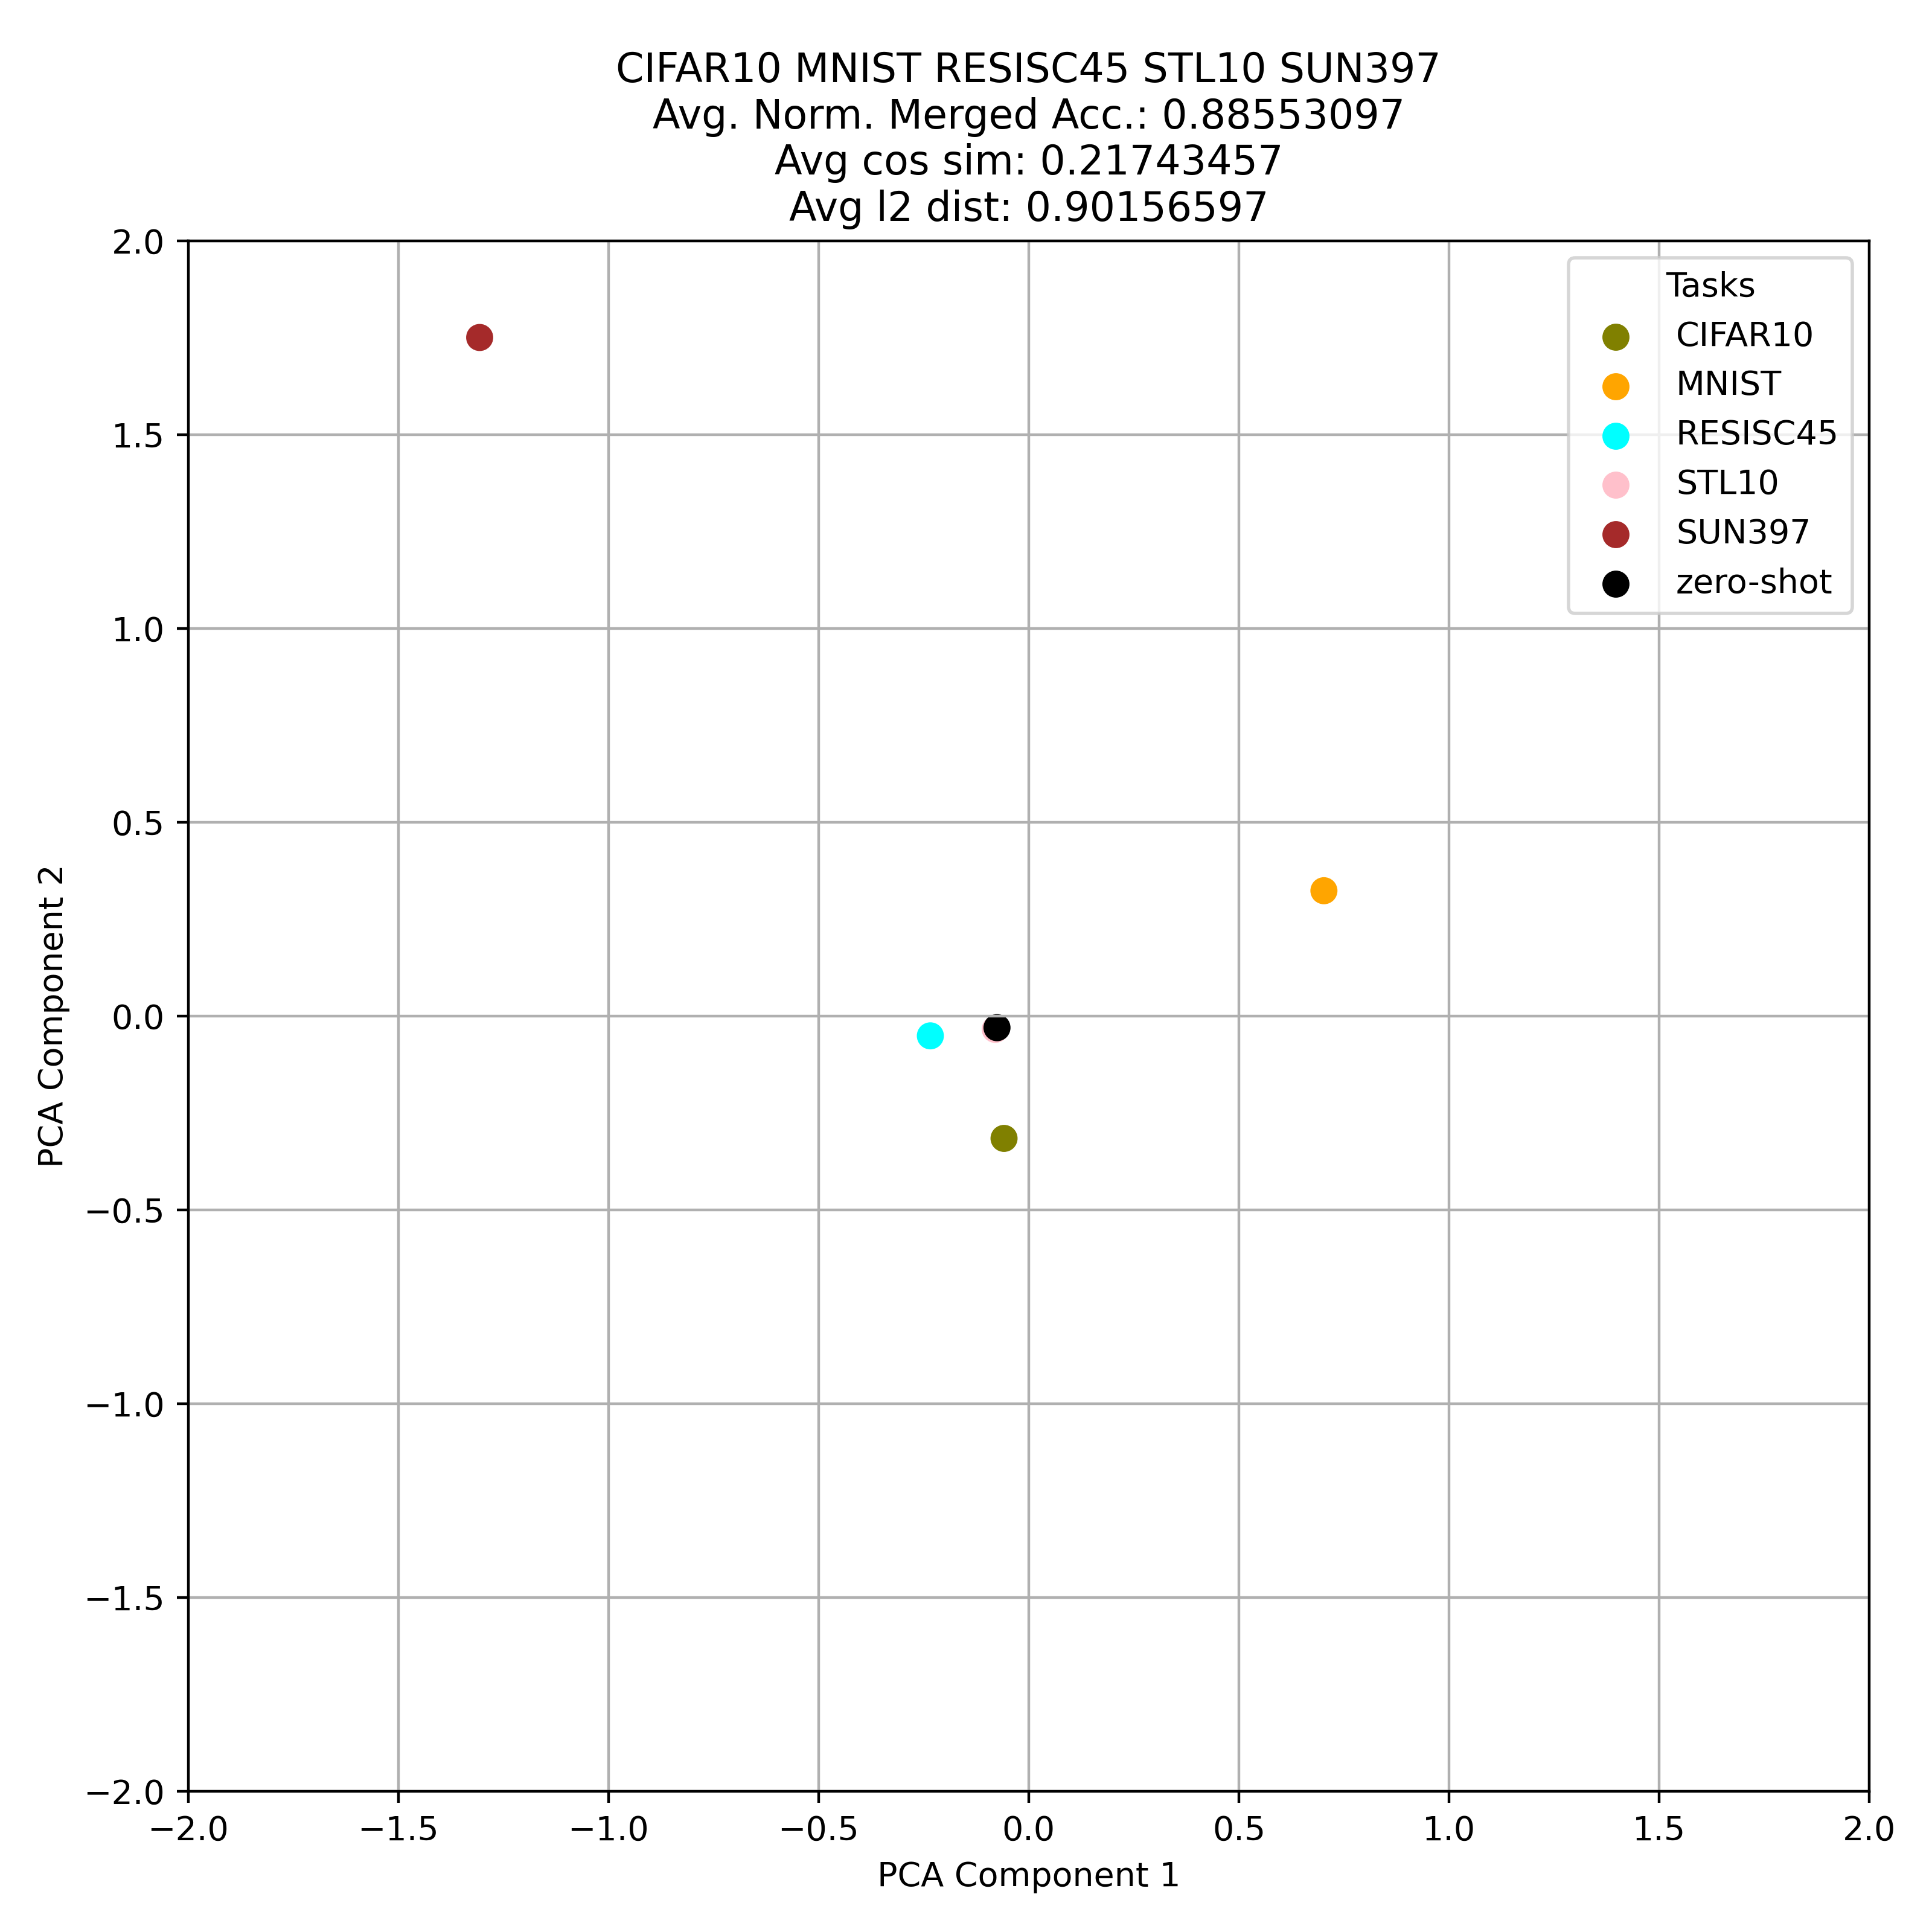 CIFAR10 MNIST RESISC45 STL10 SUN397
Avg. Norm. Merged Acc.: 0.88553097
Avg cos sim: 0.21743457
Avg l2 dist: 0.90156597
Tasks
CIFAR10
MNIST
RESISC45
STL10
SUN397
zero-shot
2.0
1.5
1.0
0.5
0.0
−0.5
−1.0
−1.5
−2.0
PCA Component 2
−2.0 −1.5 −1.0 −0.5 0.0 0.5 1.0 1.5 2.0
PCA Component 1